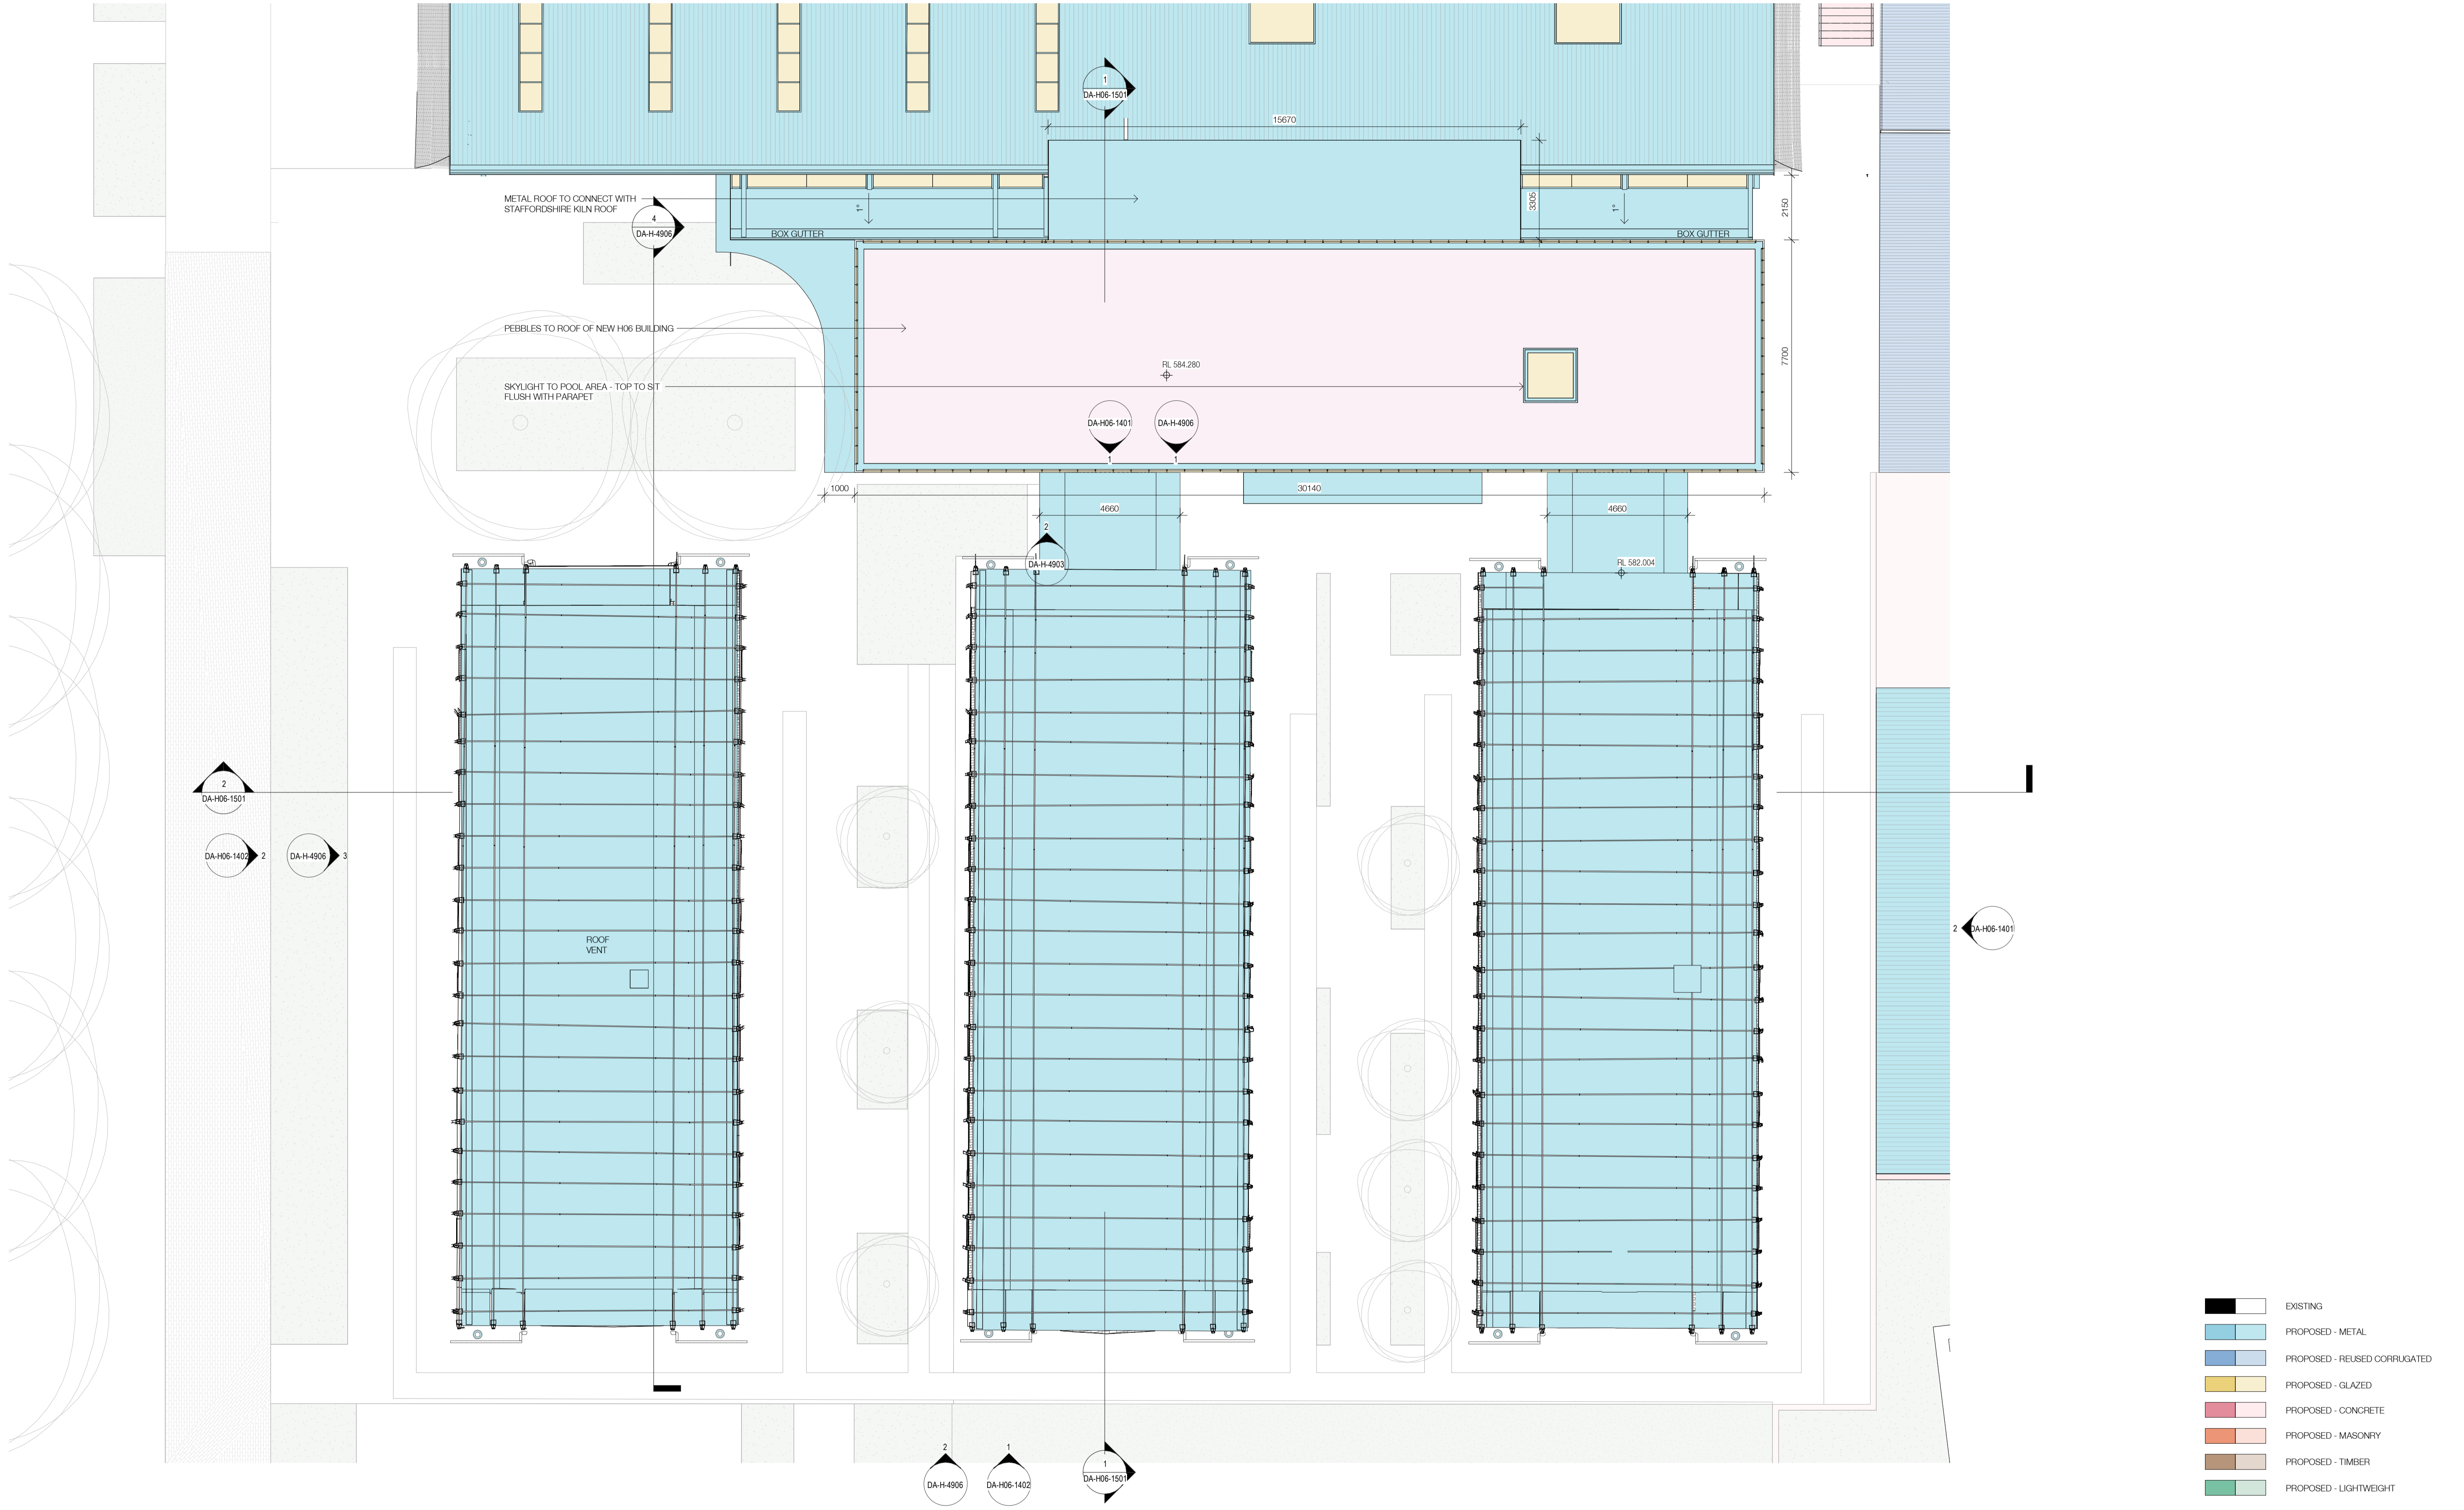 1
DA-H06-1501
15670
METAL ROOF TO CONNECT WITH
STAFFORDSHIRE KILN ROOF
4
DA-H-4906
1°
1°
3305
2150
BOX GUTTER
BOX GUTTER
PEBBLES TO ROOF OF NEW H06 BUILDING
RL 584.280
7700
SKYLIGHT TO POOL AREA - TOP TO SIT
FLUSH WITH PARAPET
DA-H06-1401
1
DA-H-4906
1
1000
30140
4660
4660
2
DA-H-4903
RL 582.004
2
DA-H06-1501
DA-H06-1402
2
DA-H-4906
3
ROOF
VENT
2
DA-H06-1401
2
DA-H-4906
1
DA-H06-1402
1
DA-H06-1501
EXISTING
PROPOSED - METAL
PROPOSED - REUSED CORRUGATED
PROPOSED - GLAZED
PROPOSED - CONCRETE
PROPOSED - MASONRY
PROPOSED - TIMBER
PROPOSED - LIGHTWEIGHT